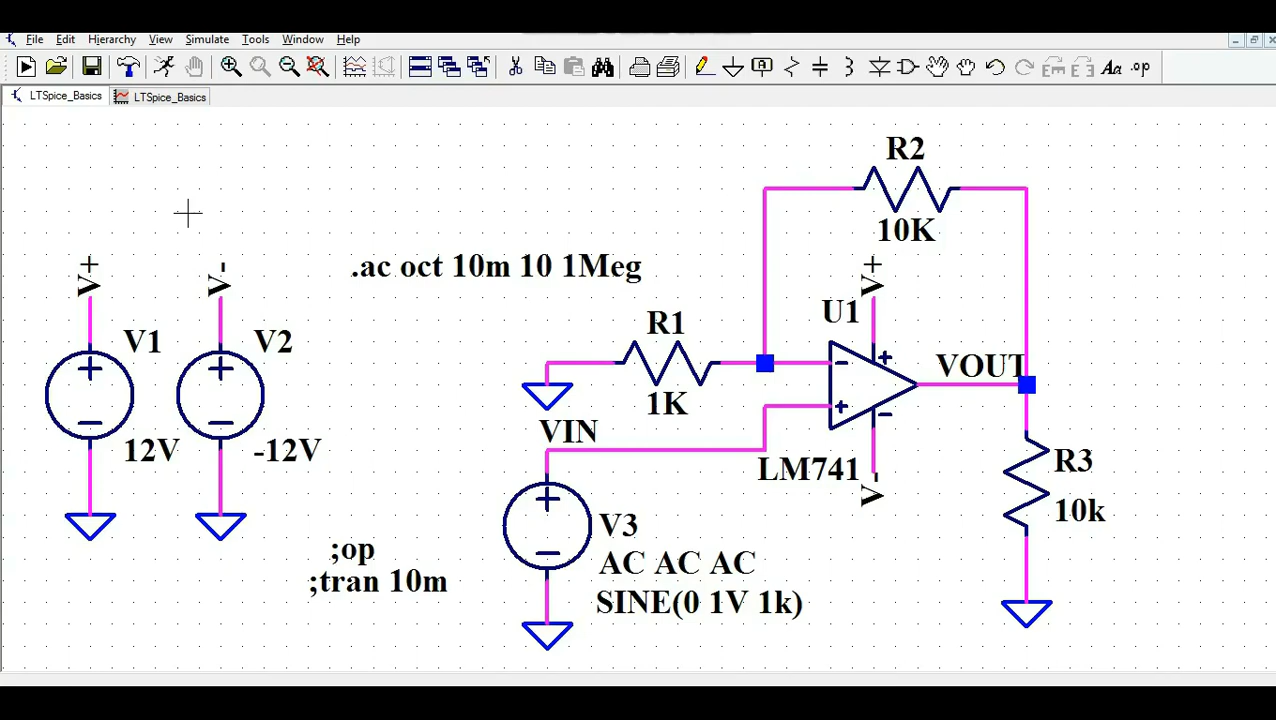 File Edit Hierarchy View Simulate Tools Window Help
Aa .op
LTSpice_Basics LTSpice_Basics
R2
10K
V+
V-
V+
.ac oct 10m 10 1Meg
U1
R1
V1
V2
VOUT
1K
VIN
12V
-12V
LM741
R3
V-
10k
V3
;op
AC AC AC
;tran 10m
SINE(0 1V 1k)